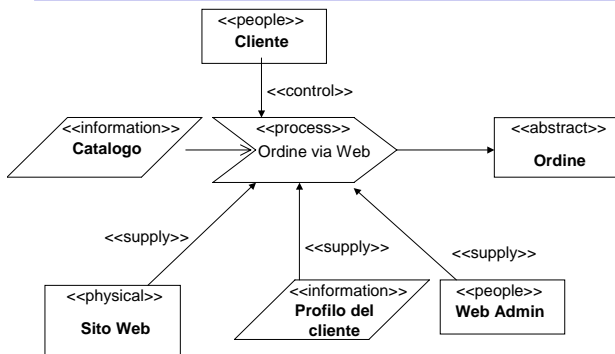 <<people>>
Cliente
<<control>>
<<information>>
Catalogo
<<process>>
Ordine via Web
<<abstract>>
Ordine
<<supply>>
<<supply>>
<<supply>>
<<physical>>
Sito Web
<<information>>
Profilo del
cliente
<<people>>
Web Admin